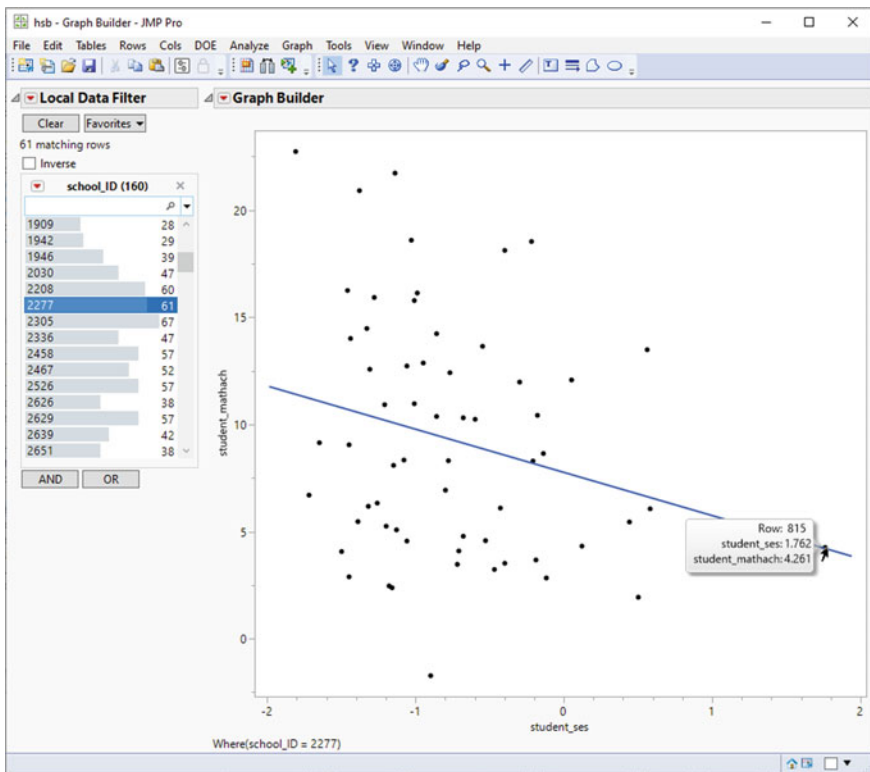 hsb - Graph Builder - JMP Pro
File Edit Tables Rows Cols DOE Analyze Graph Tools View Window Help
Local Data Filter
Clear Favorites
61 matching rows
Inverse
school_ID (160)
1909 28
1942 29
1946 39
2030 47
2208 60
2277 61
2305 67
2336 47
2458 57
2467 52
2526 57
2626 38
2629 57
2639 42
2651 38
AND OR
Graph Builder
student_mathach
20
15
10
5
0
Row: 815
student_ses: 1.762
student_mathach: 4.261
-2 -1 0 1 2
student_ses
Where(school_ID = 2277)